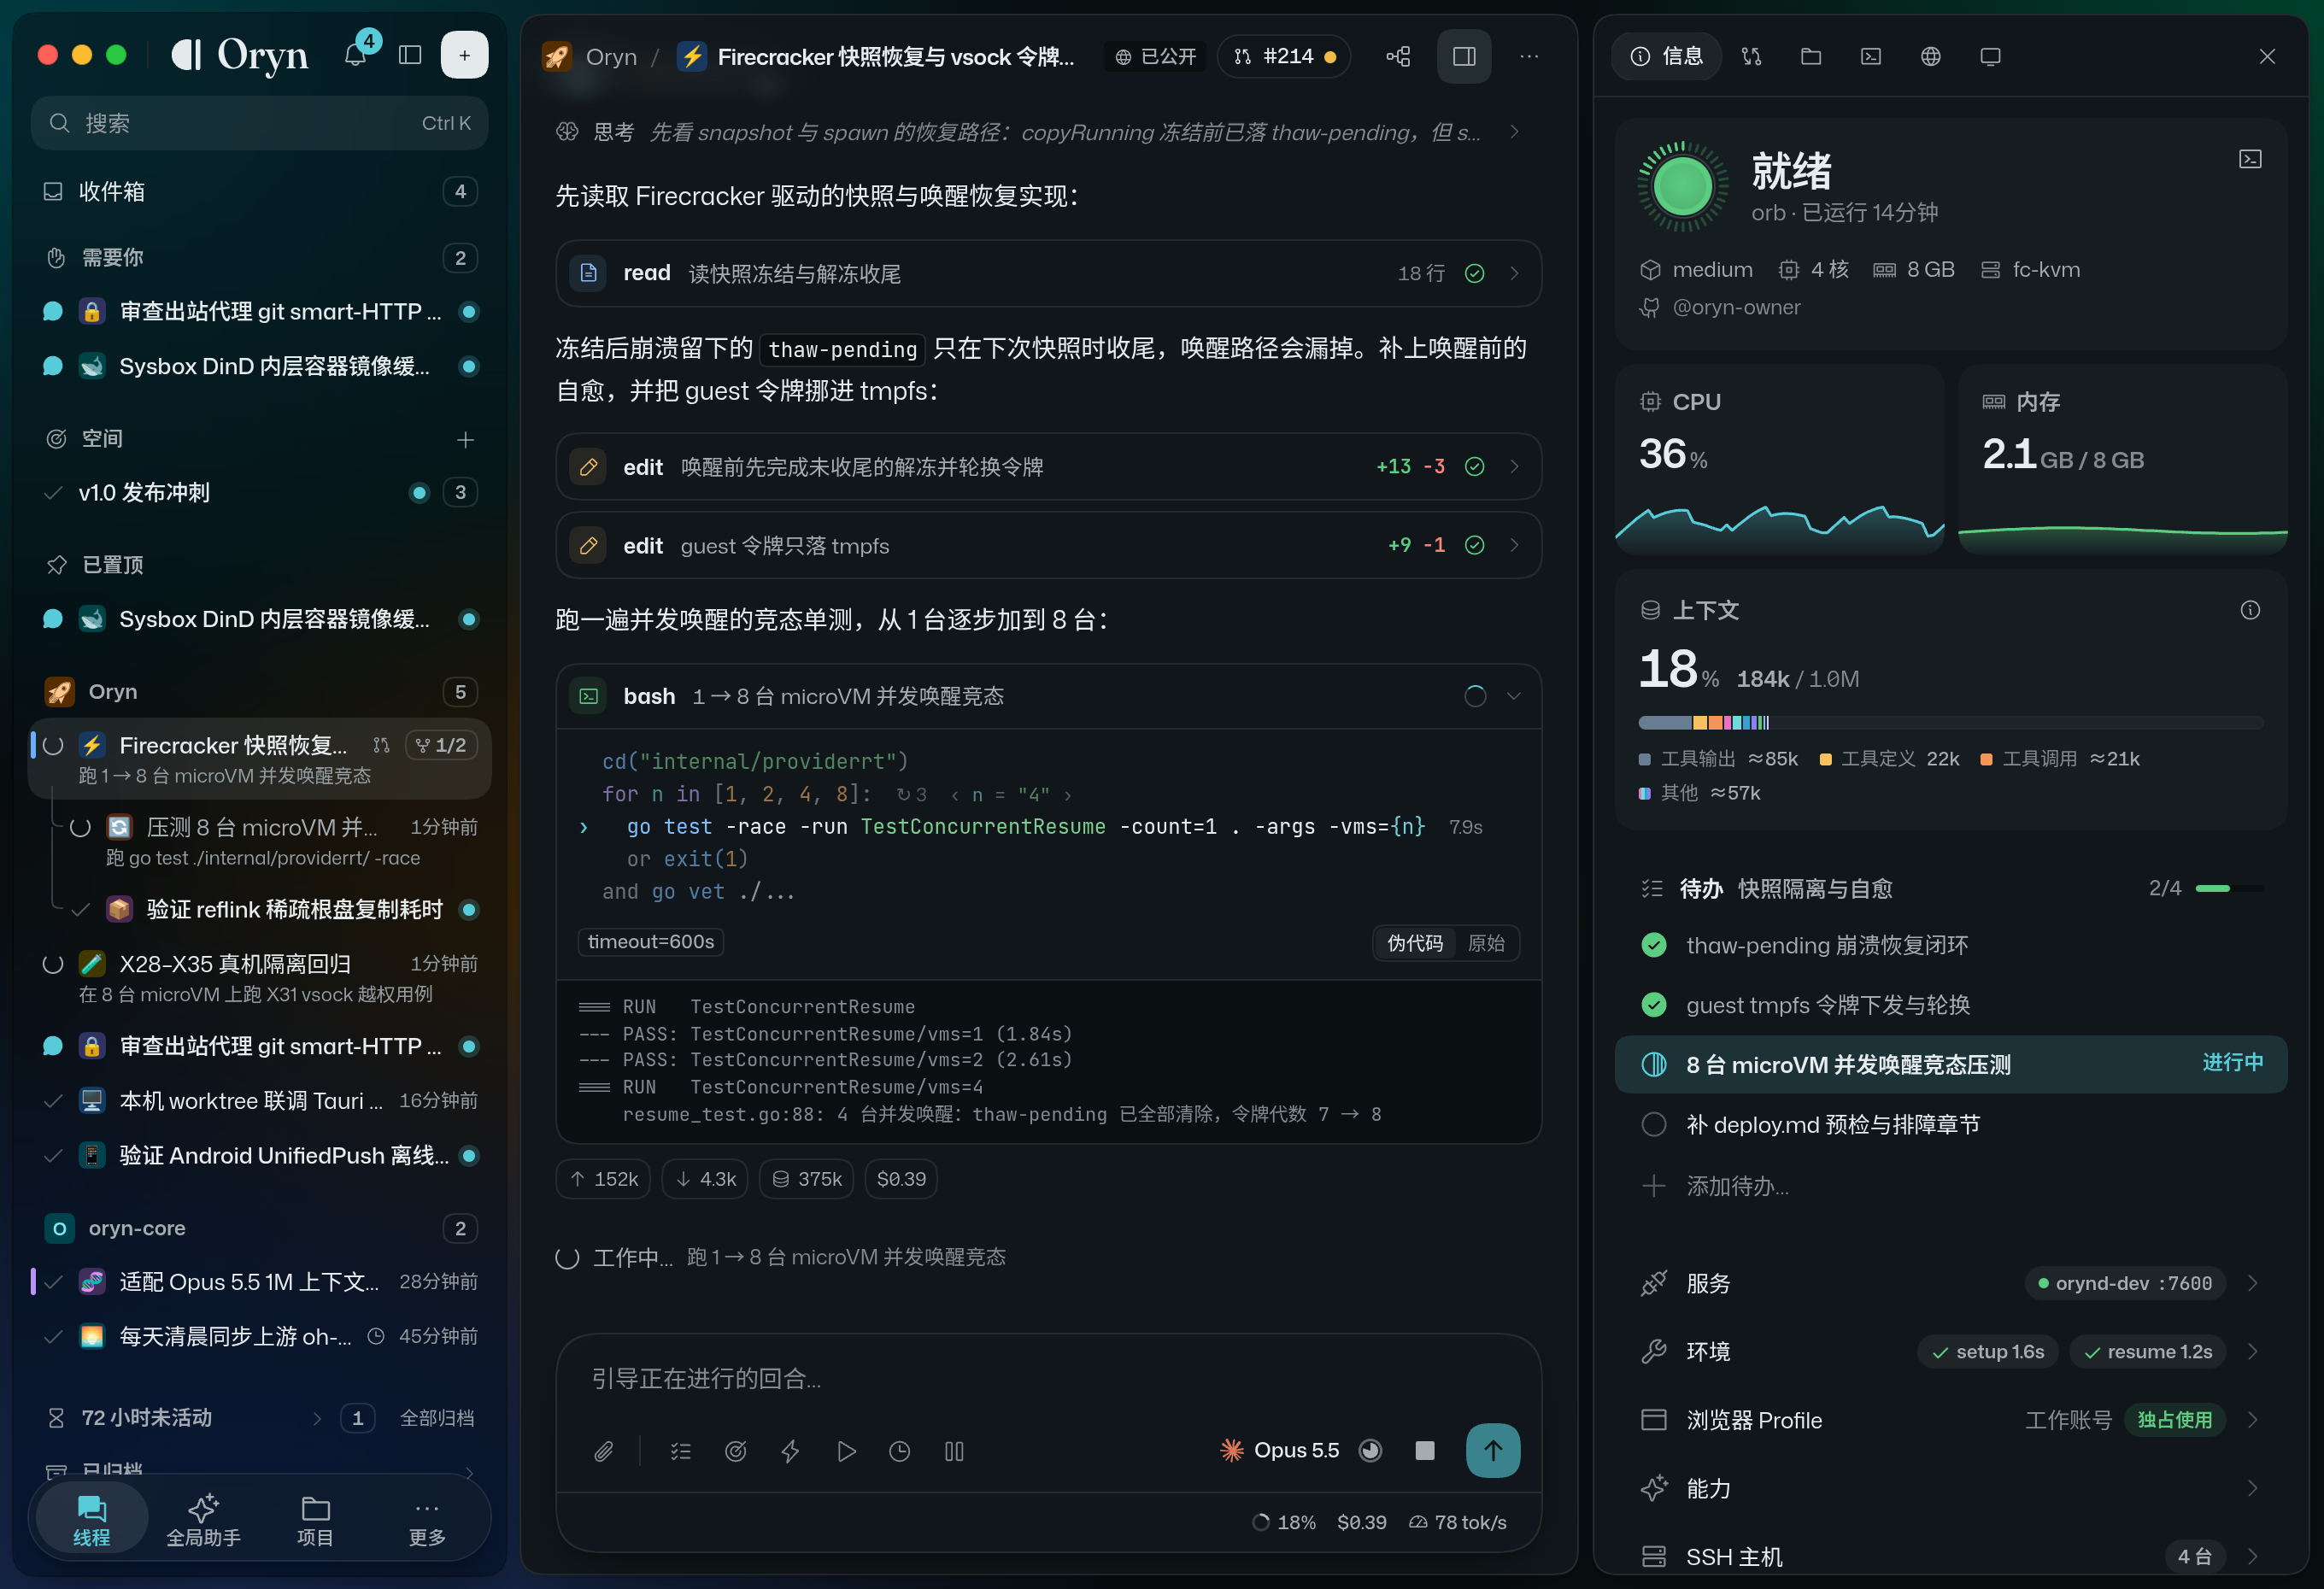 Oryn
4
+
搜索 Ctrl K
收件箱 4
需要你 2
审查出站代理 git smart-HTTP ...
Sysbox DinD 内层容器镜像缓...
空间
v1.0 发布冲刺 3
已置顶
Sysbox DinD 内层容器镜像缓...
Oryn 5
Firecracker 快照恢复... 1/2
跑 1 → 8 台 microVM 并发唤醒竞态
压测 8 台 microVM 并... 1分钟前
跑 go test ./internal/providerrt/ -race
验证 reflink 稀疏根盘复制耗时
X28–X35 真机隔离回归 1分钟前
在 8 台 microVM 上跑 X31 vsock 越权用例
审查出站代理 git smart-HTTP ...
本机 worktree 联调 Tauri ... 16分钟前
验证 Android UnifiedPush 离线...
O oryn-core 2
适配 Opus 5.5 1M 上下文... 28分钟前
每天清晨同步上游 oh-... 45分钟前
72 小时未活动 1 全部归档
已归档
线程 全局助手 项目 更多
Oryn / Firecracker 快照恢复与 vsock 令牌... 已公开 #214
思考 先看 snapshot 与 spawn 的恢复路径：copyRunning 冻结前已落 thaw-pending，但 s...
先读取 Firecracker 驱动的快照与唤醒恢复实现：
read 读快照冻结与解冻收尾 18 行
冻结后崩溃留下的 thaw-pending 只在下次快照时收尾，唤醒路径会漏掉。补上唤醒前的
自愈，并把 guest 令牌挪进 tmpfs：
edit 唤醒前先完成未收尾的解冻并轮换令牌 +13 -3
edit guest 令牌只落 tmpfs +9 -1
跑一遍并发唤醒的竞态单测，从 1 台逐步加到 8 台：
bash 1 → 8 台 microVM 并发唤醒竞态
cd("internal/providerrt")
for n in [1, 2, 4, 8]: ↻ 3 ‹ n = "4" ›
› go test -race -run TestConcurrentResume -count=1 . -args -vms={n} 7.9s
or exit(1)
and go vet ./...
timeout=600s 伪代码 原始
=== RUN TestConcurrentResume
--- PASS: TestConcurrentResume/vms=1 (1.84s)
--- PASS: TestConcurrentResume/vms=2 (2.61s)
=== RUN TestConcurrentResume/vms=4
resume_test.go:88: 4 台并发唤醒：thaw-pending 已全部清除，令牌代数 7 → 8
↑ 152k ↓ 4.3k 375k $0.39
工作中... 跑 1 → 8 台 microVM 并发唤醒竞态
引导正在进行的回合...
Opus 5.5
18% $0.39 78 tok/s
信息
就绪
orb · 已运行 14分钟
medium 4 核 8 GB fc-kvm
@oryn-owner
CPU
36 %
内存
2.1 GB / 8 GB
上下文
18 % 184k / 1.0M
工具输出 ≈85k 工具定义 22k 工具调用 ≈21k
其他 ≈57k
待办 快照隔离与自愈 2/4
thaw-pending 崩溃恢复闭环
guest tmpfs 令牌下发与轮换
8 台 microVM 并发唤醒竞态压测 进行中
补 deploy.md 预检与排障章节
添加待办...
服务 orynd-dev :7600
环境 setup 1.6s resume 1.2s
浏览器 Profile 工作账号 独占使用
能力
SSH 主机 4 台